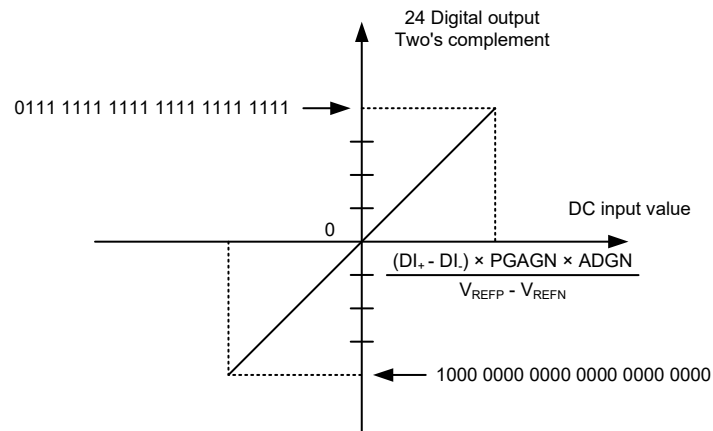 24 Digital output
Two's complement
0111 1111 1111 1111 1111 1111
DC input value
0
(DI+ - DI-) × PGAGN × ADGN
VREFP - VREFN
1000 0000 0000 0000 0000 0000